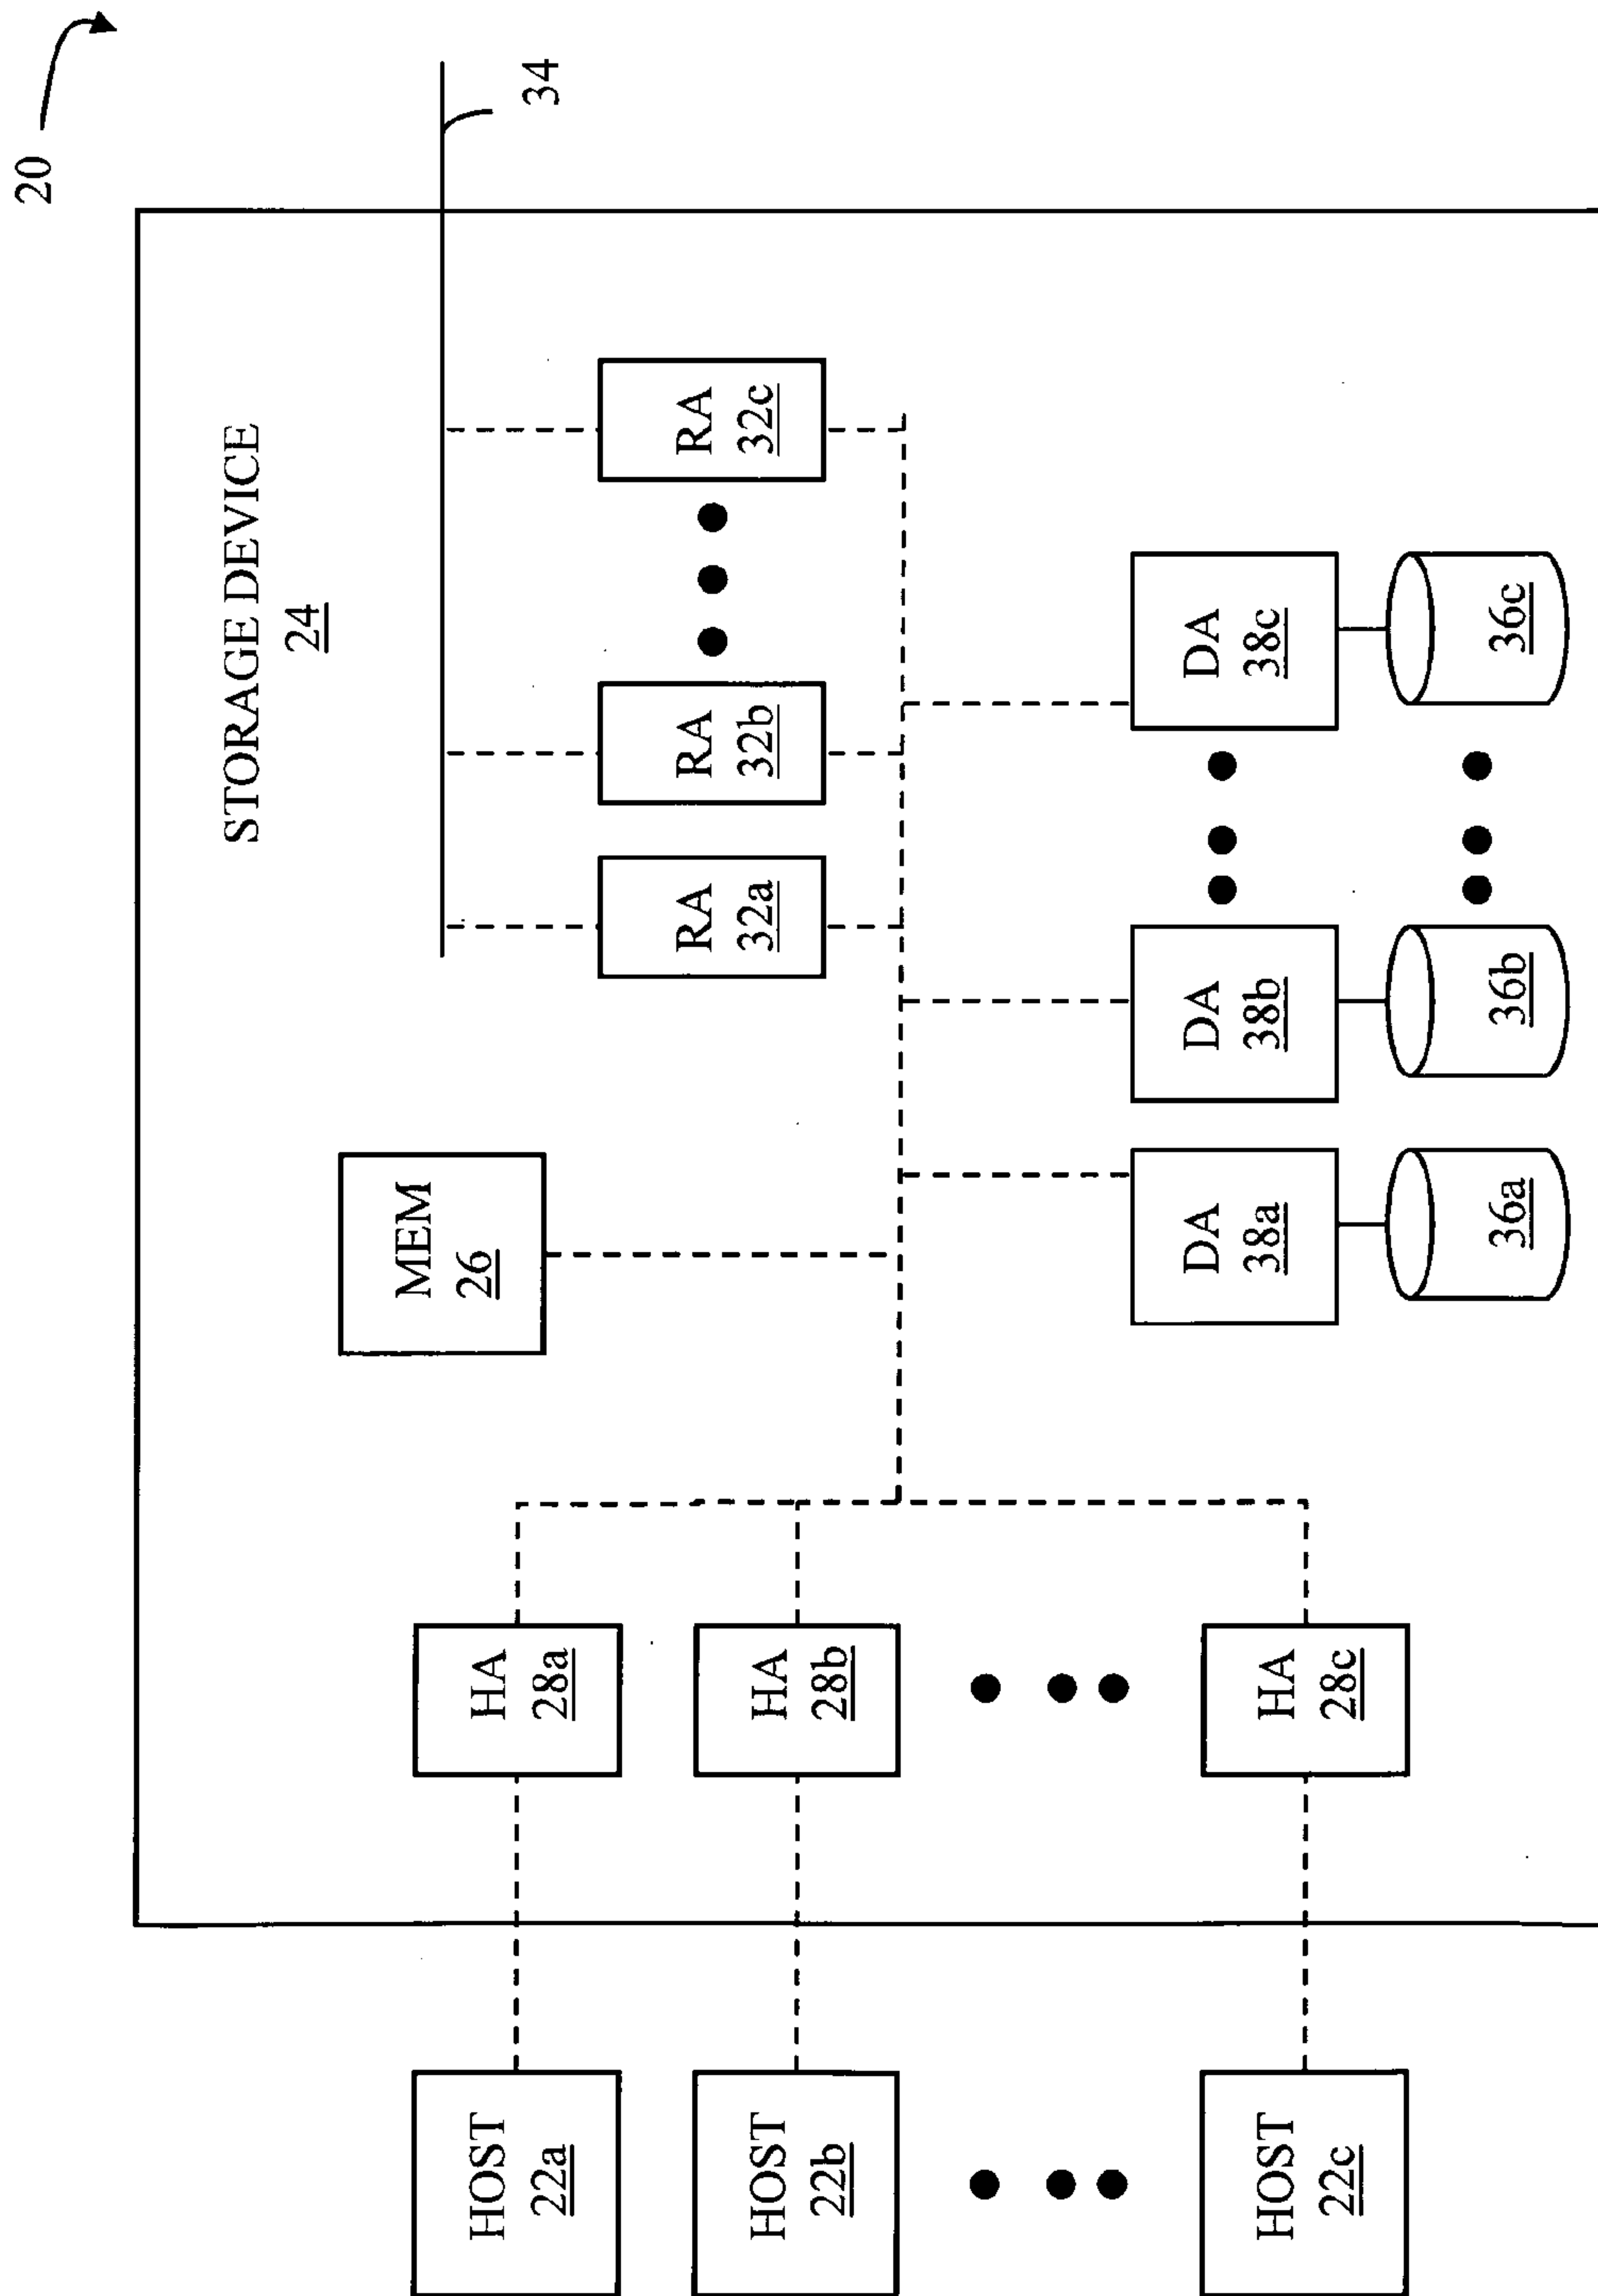 20
STORAGE DEVICE
24
34
MEM
26
RA
32a
RA
32b
RA
32c
HOST
22a
HA
28a
HOST
22b
HA
28b
HOST
22c
HA
28c
DA
38a
DA
38b
DA
38c
36a
36b
36c